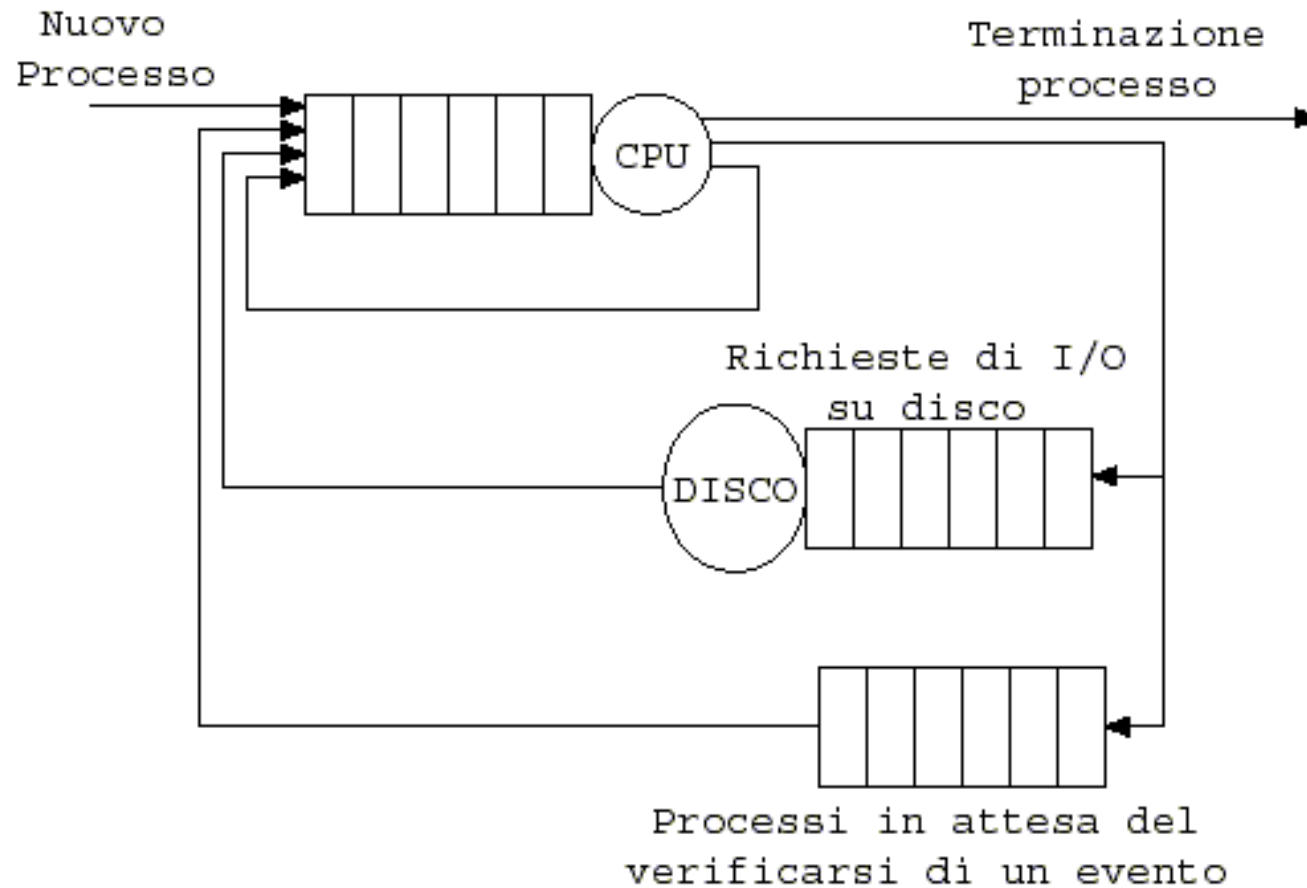 Nuovo
Processo
Terminazione
processo
CPU
Richieste di I/O
su disco
DISCO
Processi in attesa del
verificarsi di un evento